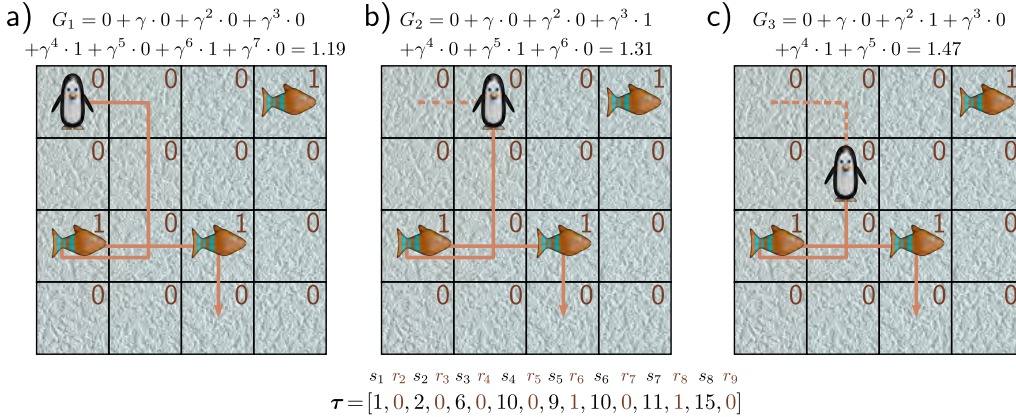 a) G₁ = 0 + γ · 0 + γ² · 0 + γ³ · 0
+γ⁴ · 1 + γ⁵ · 0 + γ⁶ · 1 + γ⁷ · 0 = 1.19
0 0 0 1
0 0 0 0
1 0 1 0
0 0 0 0
b) G₂ = 0 + γ · 0 + γ² · 0 + γ³ · 1
+γ⁴ · 0 + γ⁵ · 1 + γ⁶ · 0 = 1.31
0 0 0 1
0 0 0 0
1 0 1 0
0 0 0 0
c) G₃ = 0 + γ · 0 + γ² · 1 + γ³ · 0
+γ⁴ · 1 + γ⁵ · 0 = 1.47
0 0 0 1
0 0 0 0
1 0 1 0
0 0 0 0
s₁ r₂ s₂ r₃ s₃ r₄ s₄ r₅ s₅ r₆ s₆ r₇ s₇ r₈ s₈ r₉
τ = [1, 0, 2, 0, 6, 0, 10, 0, 9, 1, 10, 0, 11, 1, 15, 0]